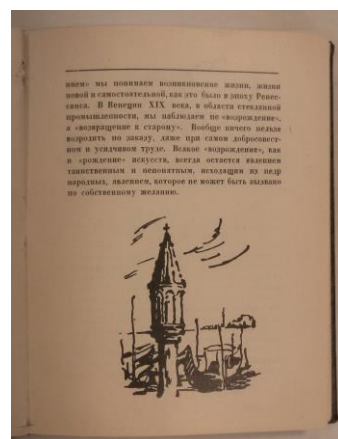 нием» мы понимаем возникновение жизни, жизни
новой и самостоятельной, как это было в эпоху Ренес-
санса. В Венеции XIX века, в области стеклянной
промышленности, мы наблюдаем не «возрождение»,
а «возвращение к старому». Вообще ничего нельзя
возродить по заказу, даже при самом добросовест-
ном и усидчивом труде. Всякое «возрождение», как
и «рождение» искусств, всегда остается явлением
таинственным и непонятным, исходящим из недр
народных, явлением, которое не может быть вызвано
по собственному желанию.